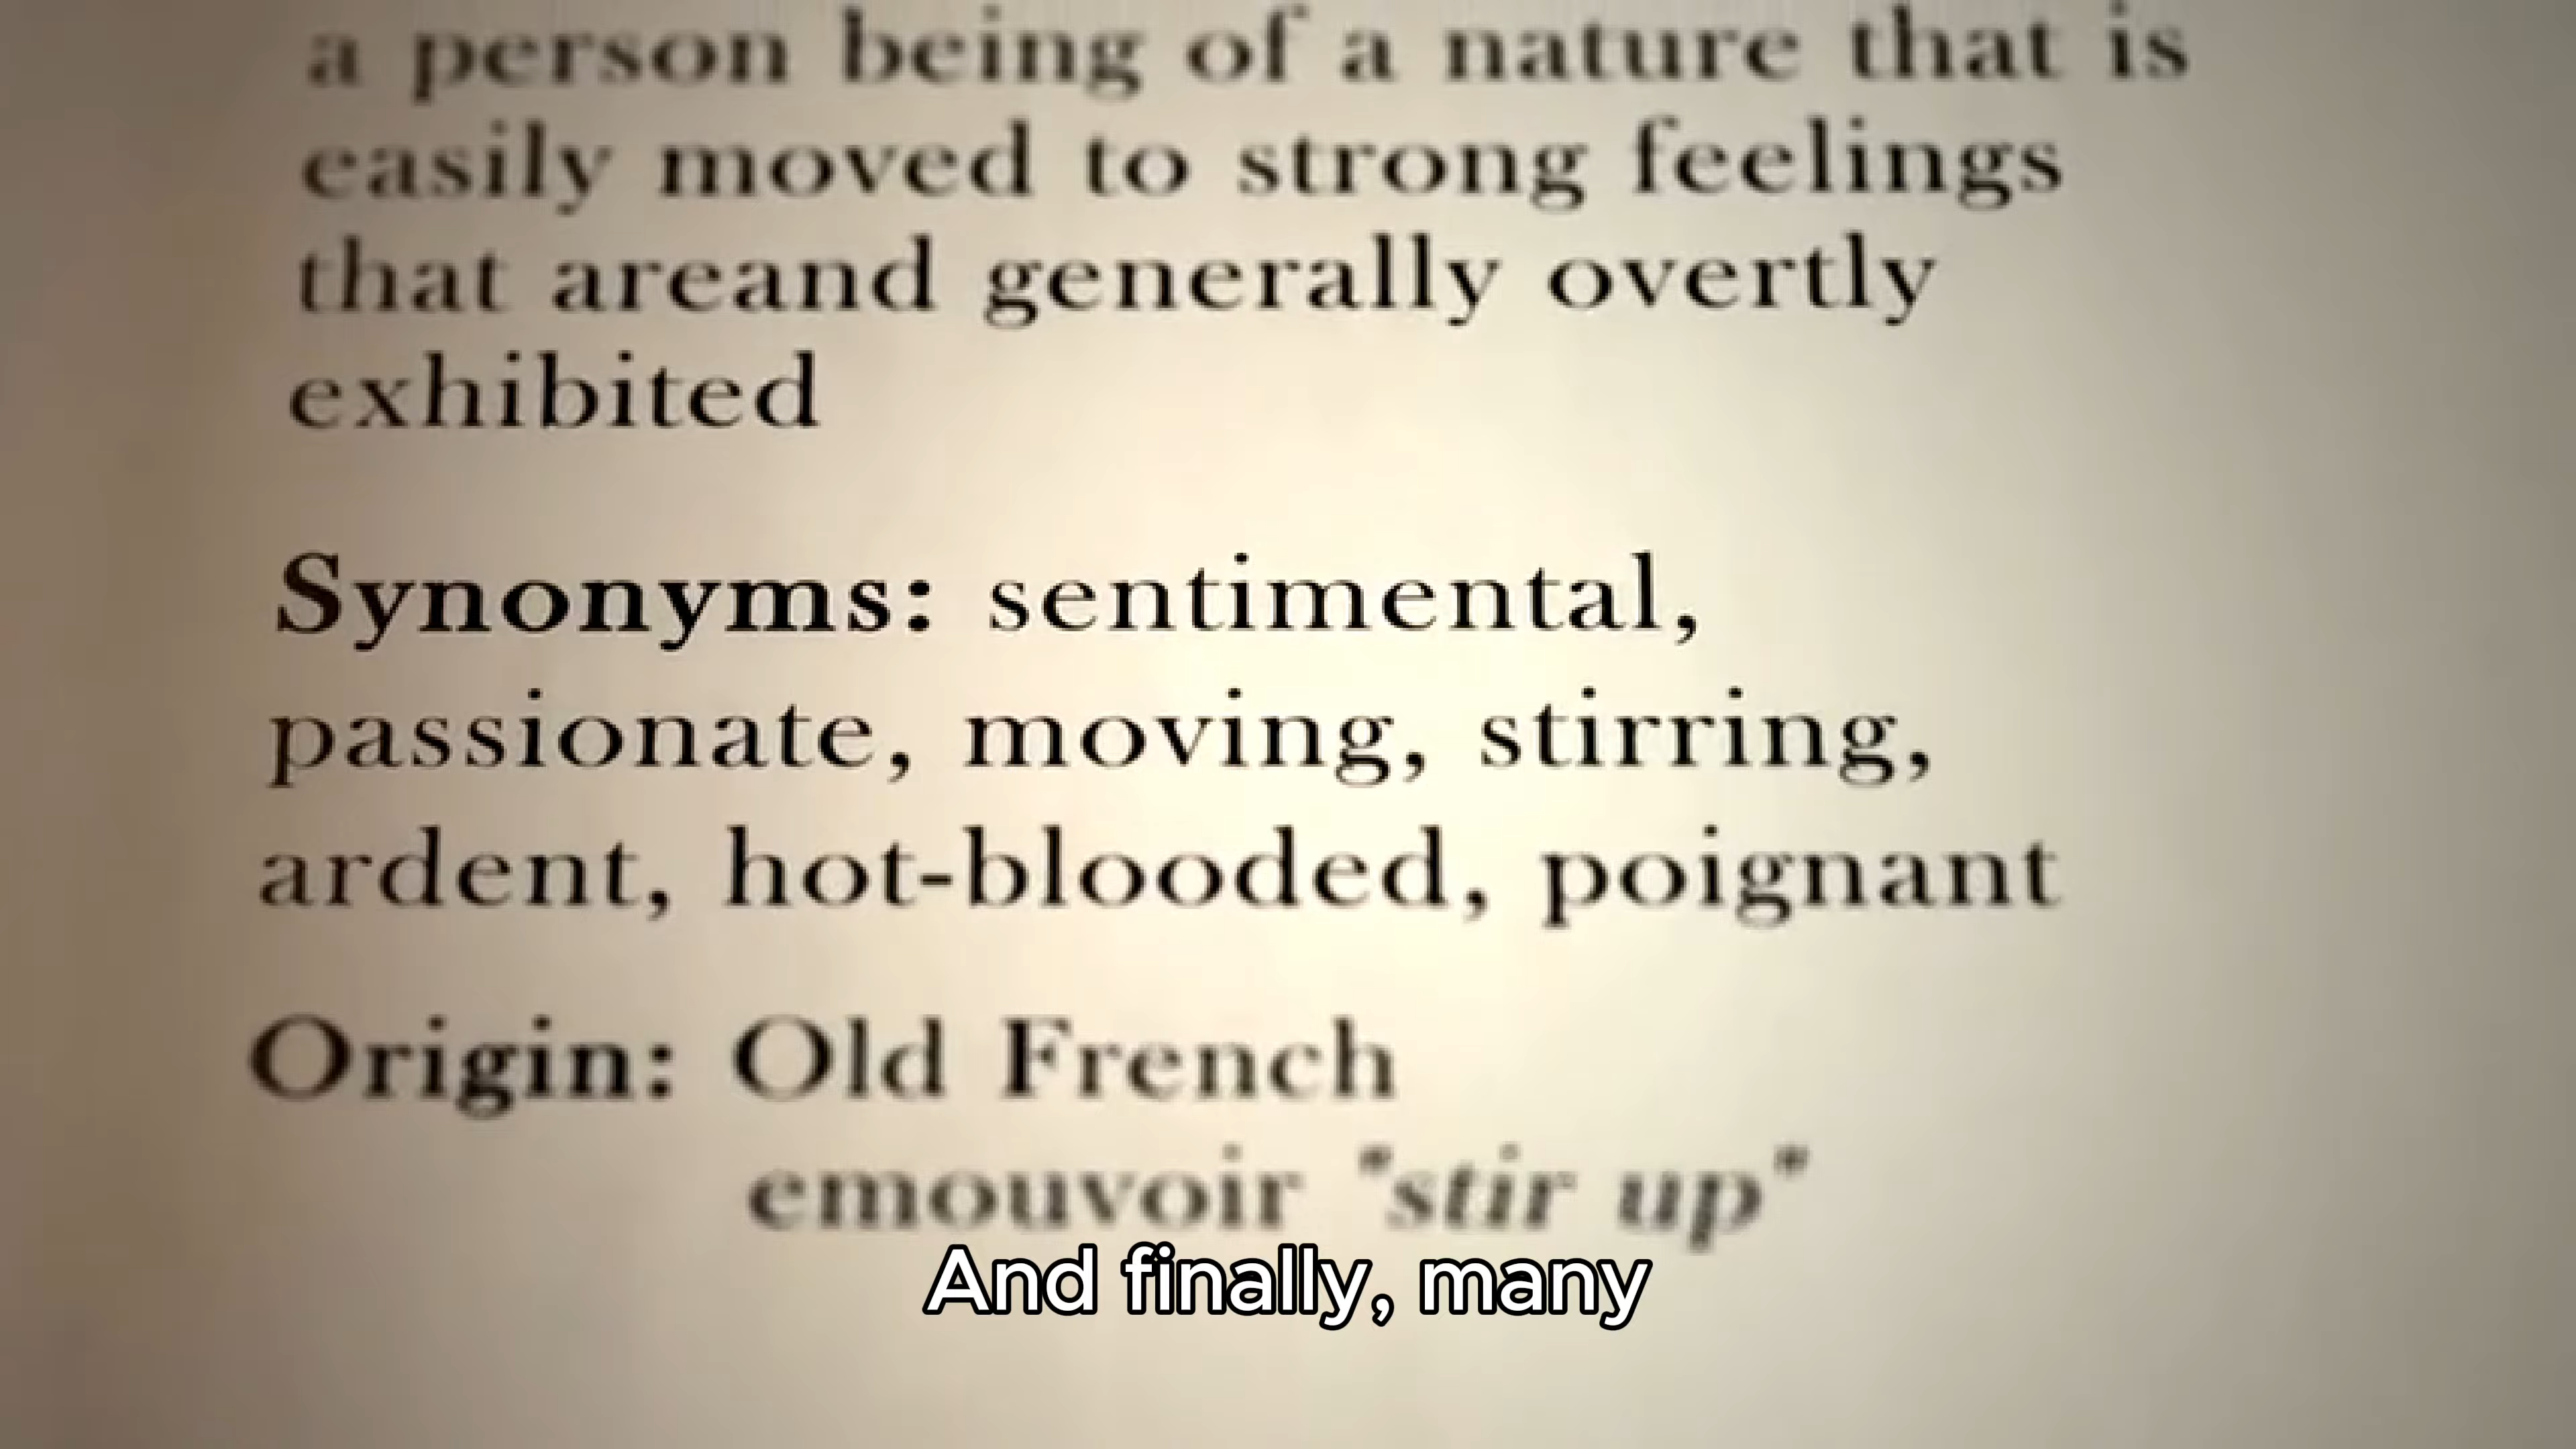 a person being of a nature that is
easily moved to strong feelings
that areand generally overtly
exhibited
Synonyms: sentimental,
passionate, moving, stirring,
ardent, hot-blooded, poignant
Origin: Old French
emouvoir "stir up"
And finally, many